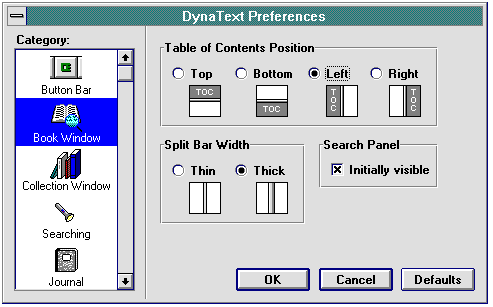 DynaText Preferences
Category:
Button Bar
Book Window
Collection Window
Searching
Journal
Table of Contents Position
Top Bottom Left Right
TOC TOC TOC TOC
Split Bar Width
Thin Thick
Search Panel
Initially visible
OK Cancel Defaults